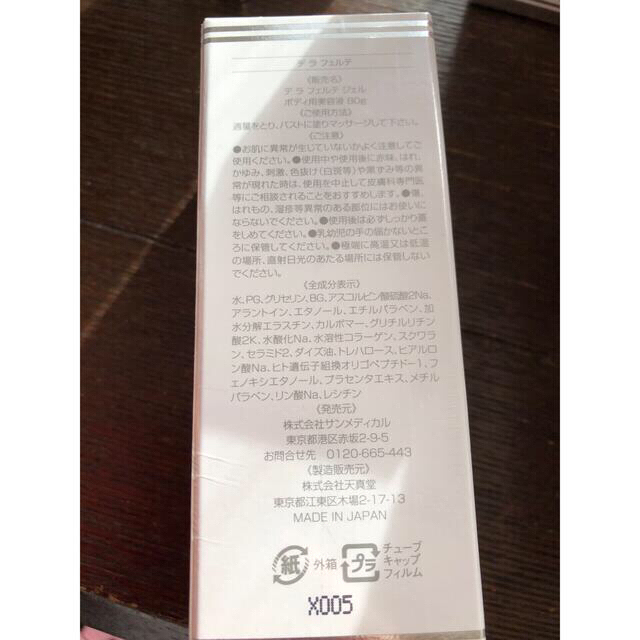 デ ラ フェルテ
《販売名》
デ ラ フェルテ ジェル
ボディ用美容液 80g
《ご使用方法》
適量をとり、バストに塗りマッサージして下さい。
《ご注意》
●お肌に異常が生じていないかよく注意してご
使用ください。●使用中や使用後に赤味、はれ、
かゆみ、刺激、色抜け(白斑等)や黒ずみ等の異
常が現れた時は、使用を中止して皮膚科専門医
等にご相談されることをおすすめします。●傷、
はれもの、湿疹等異常のある部位にはお使いに
ならないでください。●使用後は必ずしっかり蓋
をしめてください。●乳幼児の手の届かないとこ
ろに保管してください。●極端に高温又は低温
の場所、直射日光のあたる場所には保管しない
でください。
《全成分表示》
水、PG、グリセリン、BG、アスコルビン酸硫酸2Na、
アラントイン、エタノール、エチルパラベン、加
水分解エラスチン、カルボマー、グリチルリチン
酸2K、水酸化Na、水溶性コラーゲン、スクワラ
ン、セラミド2、ダイズ油、トレハロース、ヒアルロン
酸Na、ヒト遺伝子組換オリゴペプチド-1、フ
ェノキシエタノール、プラセンタエキス、メチル
パラベン、リン酸Na、レシチン
《発売元》
株式会社サンメディカル
東京都港区赤坂2-9-5
お問合せ先 0120-665-443
《製造販売元》
株式会社天真堂
東京都江東区木場2-17-13
MADE IN JAPAN
紙 外箱 プラ チューブ
キャップ
フィルム
X005